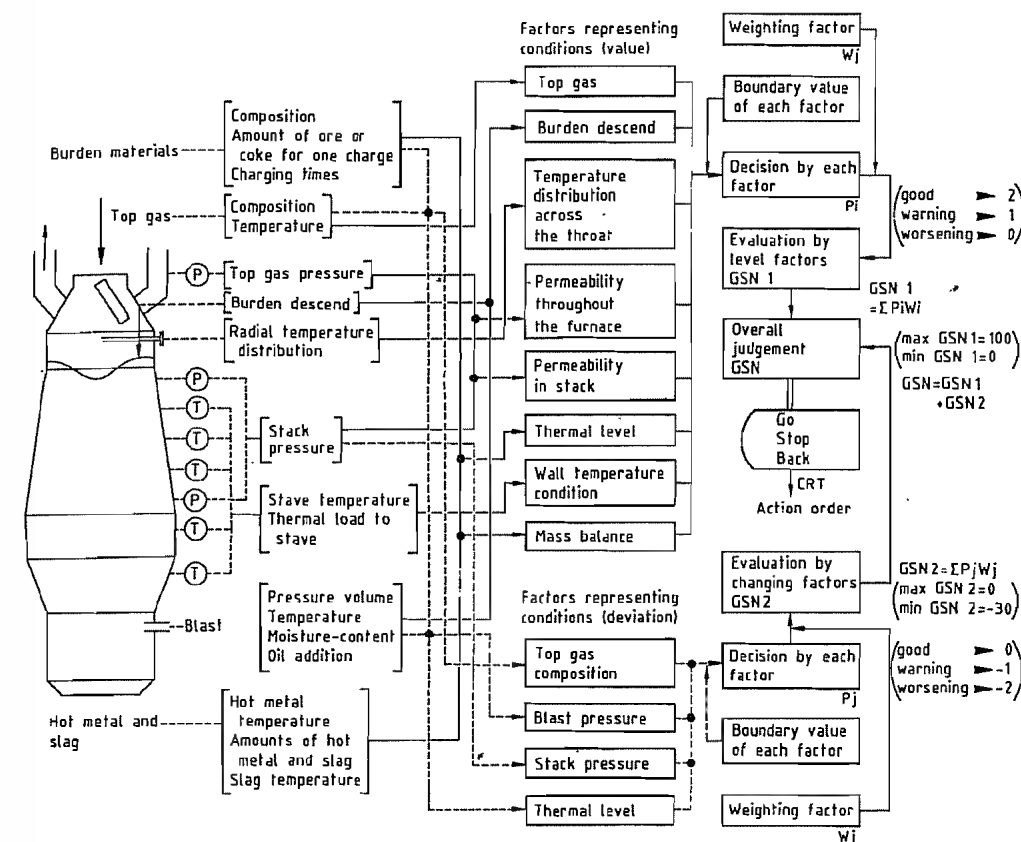 Burden materials
Composition
Amount of ore or
coke for one charge
Charging times
Top gas
Composition
Temperature
P
Top gas pressure
Burden descend
Radial temperature
distribution
P
T
T
T
P
T
T
Stack
pressure
Stave temperature
Thermal load to
stave
Blast
Pressure volume
Temperature
Moisture-content
Oil addition
Hot metal and
slag
Hot metal
temperature
Amounts of hot
metal and slag
Slag temperature
Factors representing
conditions (value)
Top gas
Burden descend
Temperature
distribution
across
the throat
Permeability
throughout
the furnace
Permeability
in stack
Thermal level
Wall temperature
condition
Mass balance
Factors representing
conditions (deviation)
Top gas
composition
Blast pressure
Stack pressure
Thermal level
Weighting factor
Wj
Boundary value
of each factor
Decision by each
factor
Pi
(good ► 2)
(warning ► 1)
(worsening ► 0)
Evaluation by
level factors
GSN 1
GSN 1
=ΣPiWi
Overall
judgement
GSN
(max GSN1=100)
(min GSN 1=0)
GSN=GSN1
+GSN2
Go
Stop
Back
CRT
Action order
Evaluation by
changing factors
GSN2
GSN2=ΣPjWj
(max GSN 2=0)
(min GSN 2=-30)
Decision by each
factor
Pj
(good ► 0)
(warning ► -1)
(worsening ► -2)
Boundary value
of each factor
Weighting factor
Wi